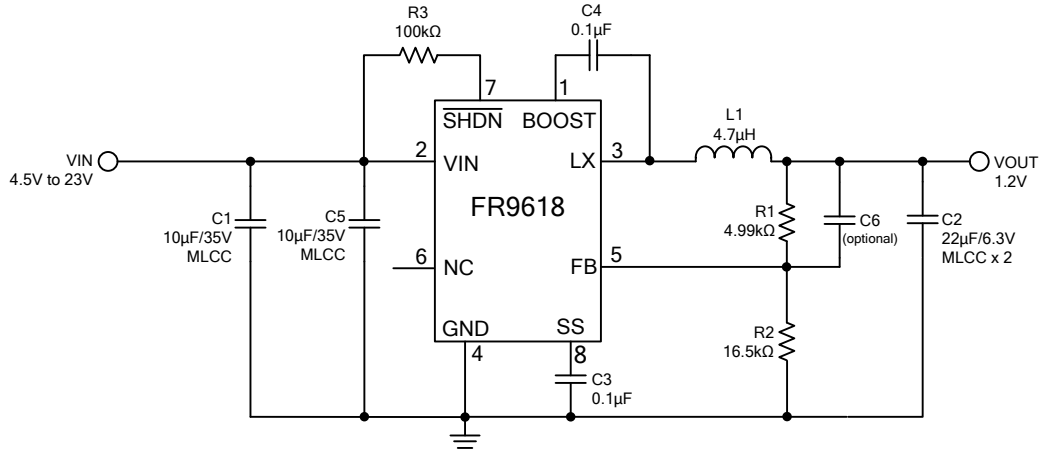 R3
100kΩ
C4
0.1µF
7
1
SHDN
BOOST
L1
4.7µH
VIN
4.5V to 23V
2
VIN
LX
3
VOUT
1.2V
FR9618
C1
10µF/35V
MLCC
C5
10µF/35V
MLCC
R1
4.99kΩ
C6
(optional)
C2
22µF/6.3V
MLCC x 2
6
NC
FB
5
GND
SS
4
8
R2
16.5kΩ
C3
0.1µF